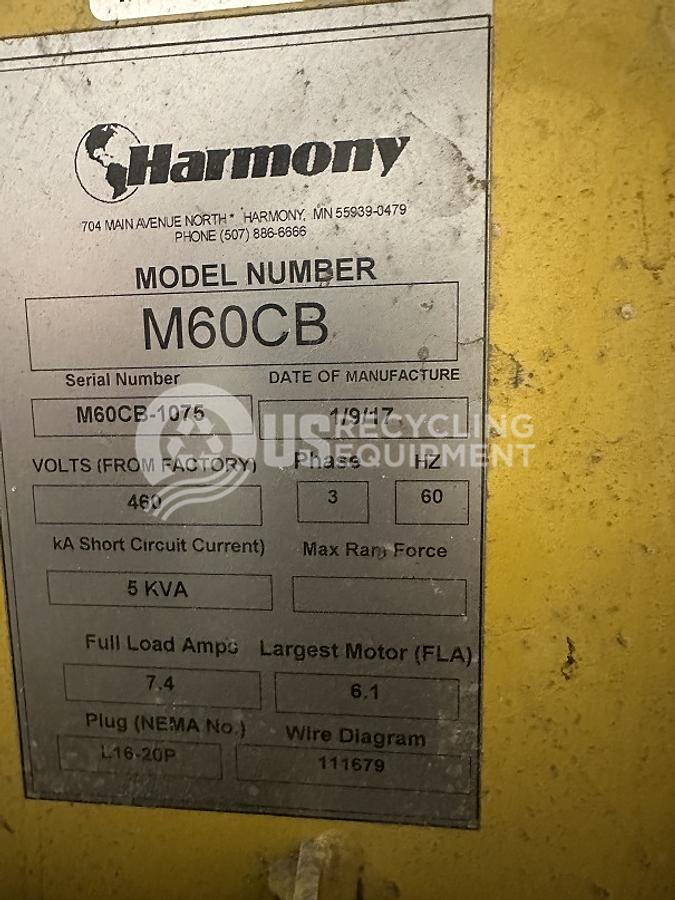 Harmony
704 MAIN AVENUE NORTH * HARMONY, MN 55939-0479
PHONE (507) 886-6666
MODEL NUMBER
M60CB
Serial Number DATE OF MANUFACTURE
M60CB-1075 1/9/17
US RECYCLING
EQUIPMENT
VOLTS (FROM FACTORY) Phase HZ
460 3 60
kA Short Circuit Current) Max Ram Force
5 KVA
Full Load Amps Largest Motor (FLA)
7.4 6.1
Plug (NEMA No.) Wire Diagram
L16-20P 111679